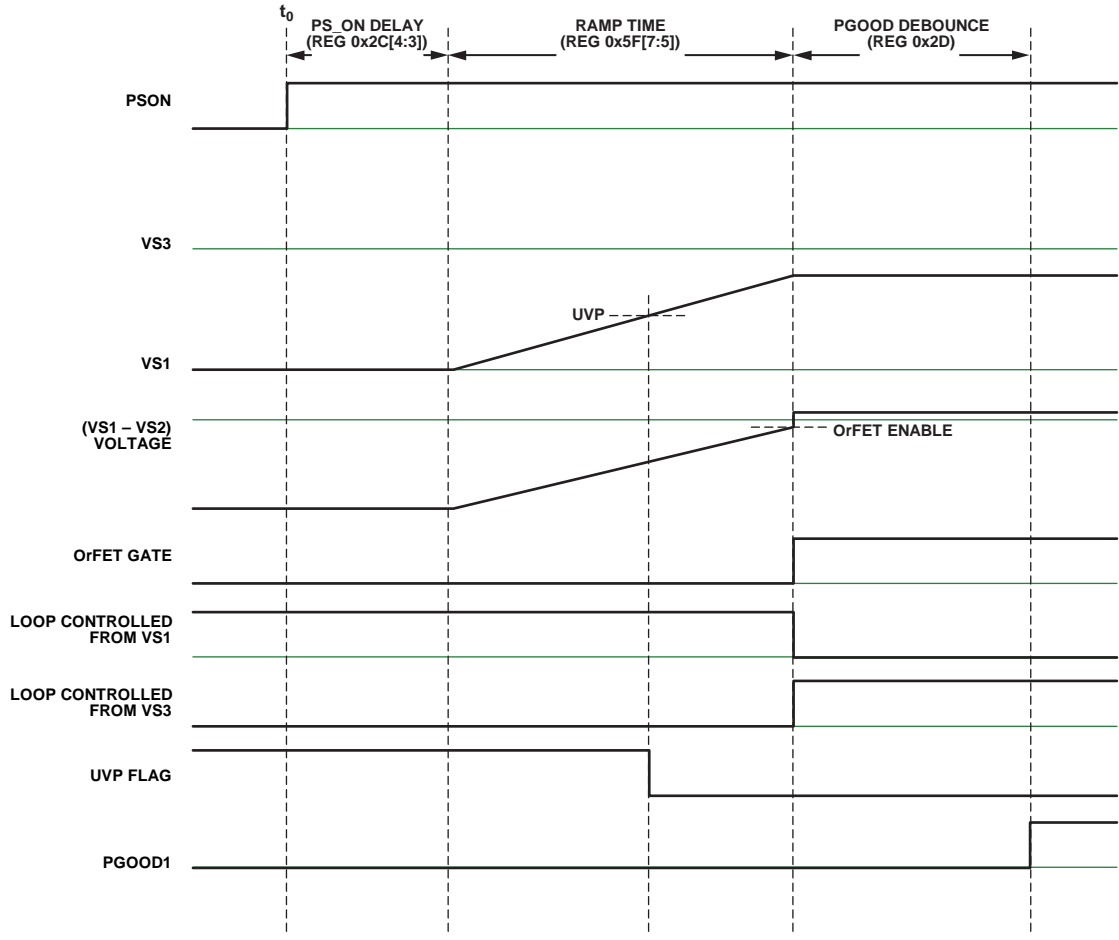 t0
PS_ON DELAY
(REG 0x2C[4:3])
RAMP TIME
(REG 0x5F[7:5])
PGOOD DEBOUNCE
(REG 0x2D)
PSON
VS3
UVP
VS1
(VS1 – VS2)
VOLTAGE
OrFET ENABLE
OrFET GATE
LOOP CONTROLLED
FROM VS1
LOOP CONTROLLED
FROM VS3
UVP FLAG
PGOOD1